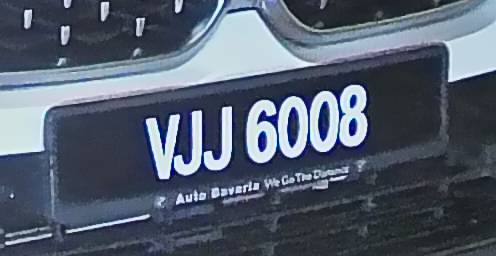 VJJ 6008
Auto Bavaria We Go The Distance